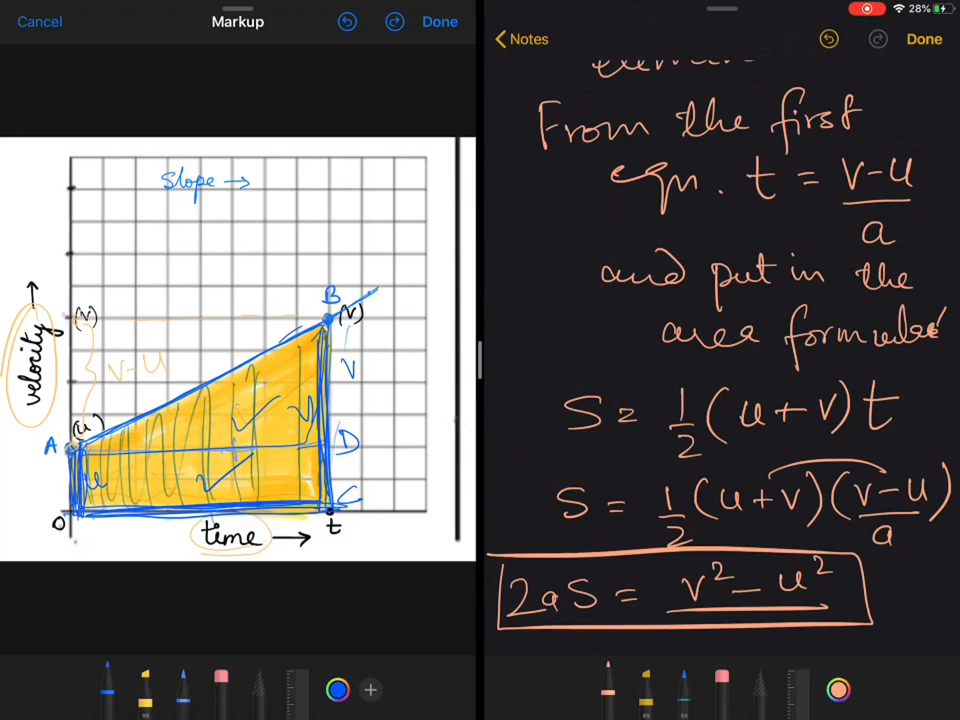 Cancel
Markup
Done
Slope →
velocity →
(v)
v-u
B
(v)
v
A
(u)
u
D
C
O
time →
t
28%
Notes
Done
From the first
eqn. t = v-u
a
and put in the
area formulae
S = 1/2 (u+v) t
S = 1/2 (u+v) (v-u)
a
2aS = v² - u²